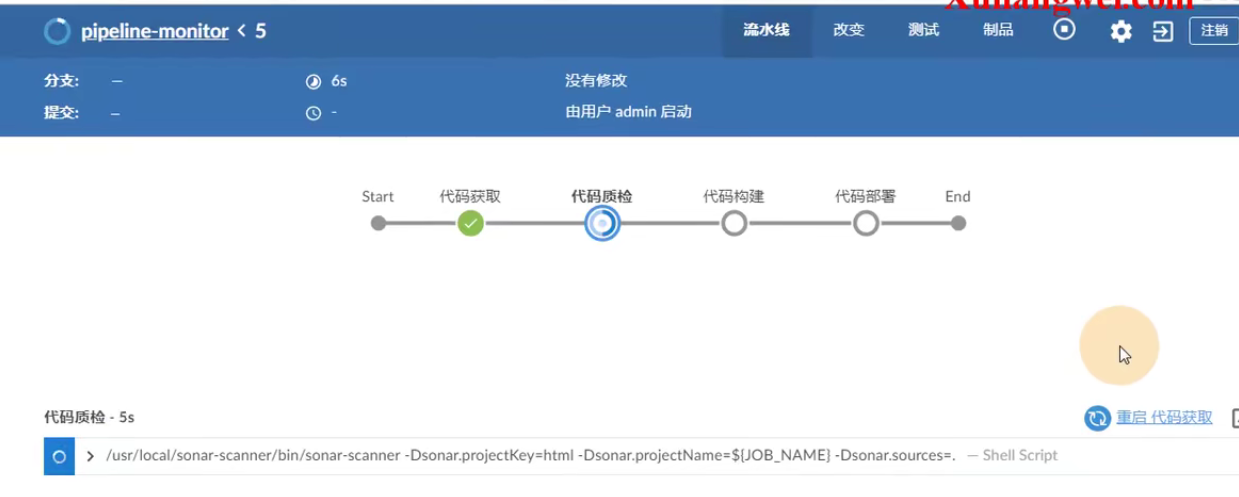 Xuliangwei.com
pipeline-monitor < 5
流水线 改变 测试 制品 注销
分支: — 6s 没有修改
提交: — - 由用户 admin 启动
Start 代码获取 代码质检 代码构建 代码部署 End
代码质检 - 5s
重启 代码获取
/usr/local/sonar-scanner/bin/sonar-scanner -Dsonar.projectKey=html -Dsonar.projectName=${JOB_NAME} -Dsonar.sources=. — Shell Script